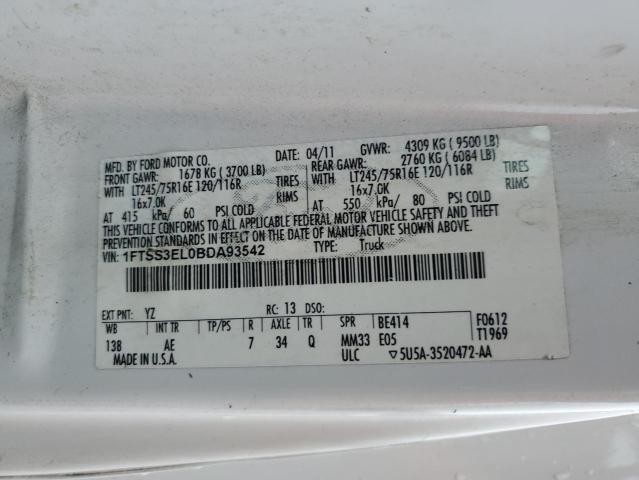 MFD. BY FORD MOTOR CO. 04/11 GVWR: 4309 KG ( 9500 LB)
FRONT GAWR: 1678 KG ( 3700 LB) REAR GAWR: 2760 KG ( 6084 LB)
WITH LT245/75R16E 120/116R TIRES WITH LT245/75R16E 120/116R TIRES
16x7.0K RIMS 16x7.0K RIMS
AT 415 kPa/ 60 PSI COLD AT 550 kPa/ 80 PSI COLD
THIS VEHICLE CONFORMS TO ALL APPLICABLE FEDERAL MOTOR VEHICLE SAFETY AND THEFT
PREVENTION STANDARDS IN EFFECT ON THE DATE OF MANUFACTURE SHOWN ABOVE.
VIN: 1FTSS3EL0BDA93542 TYPE: Truck
EXT PNT: YZ RC: 13 DSO:
WB INT TR TP/PS R AXLE TR SPR BE414 F0612
138 AE 7 34 Q MM33 E05 T1969
MADE IN U.S.A. ULC ▽5U5A-3520472-AA